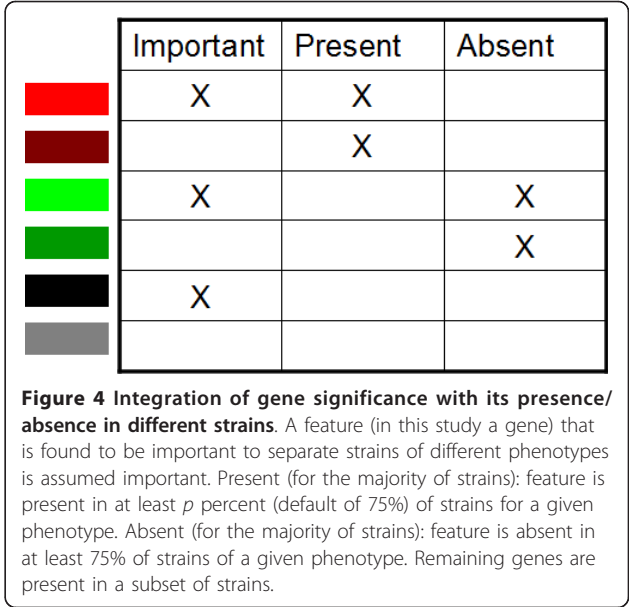 Important Present Absent
X X
X
X X
X
X
Figure 4 Integration of gene significance with its presence/
absence in different strains. A feature (in this study a gene) that
is found to be important to separate strains of different phenotypes
is assumed important. Present (for the majority of strains): feature is
present in at least p percent (default of 75%) of strains for a given
phenotype. Absent (for the majority of strains): feature is absent in
at least 75% of strains of a given phenotype. Remaining genes are
present in a subset of strains.